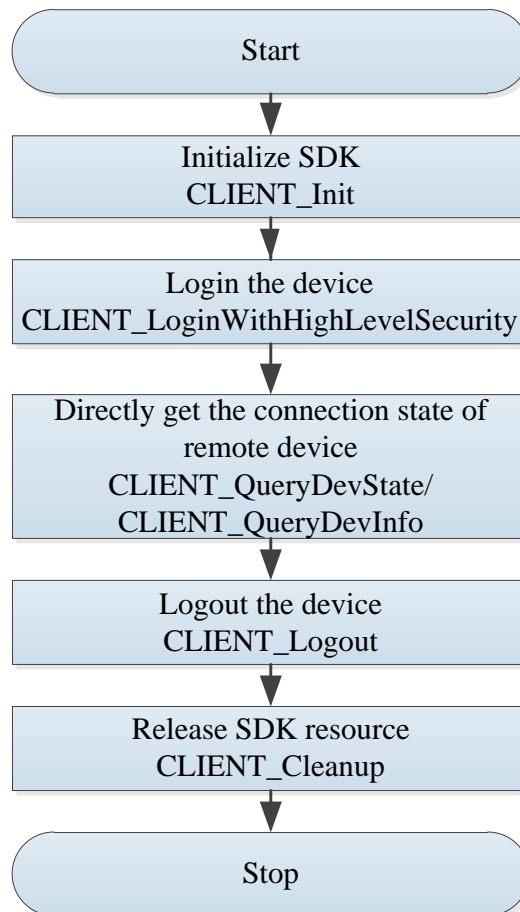 Start
Initialize SDK
CLIENT_Init
Login the device
CLIENT_LoginWithHighLevelSecurity
Directly get the connection state of
remote device
CLIENT_QueryDevState/
CLIENT_QueryDevInfo
Logout the device
CLIENT_Logout
Release SDK resource
CLIENT_Cleanup
Stop